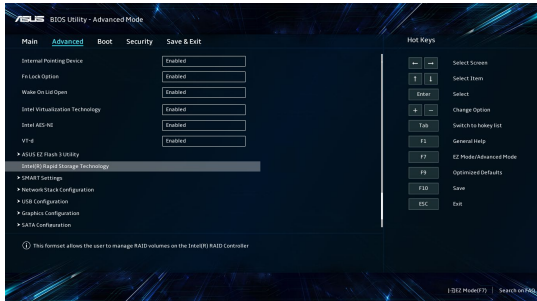 ASUS BIOS Utility - Advanced Mode
Main Advanced Boot Security Save & Exit
Hot Keys
Internal Pointing Device Enabled
Fn Lock Option Enabled
Wake On Lid Open Enabled
Intel Virtualization Technology Enabled
Intel AES-NI Enabled
VT-d Enabled
> ASUS EZ Flash 3 Utility
Intel(R) Rapid Storage Technology
> SMART Settings
> Network Stack Configuration
> USB Configuration
> Graphics Configuration
> SATA Configuration
← → Select Screen
↑ ↓ Select Item
Enter Select
+ − Change Option
Tab Switch to hokey list
F1 General Help
F7 EZ Mode/Advanced Mode
F9 Optimized Defaults
F10 Save
ESC Exit
This formset allows the user to manage RAID volumes on the Intel(R) RAID Controller
EZ Mode(F7) | Search on FAQ